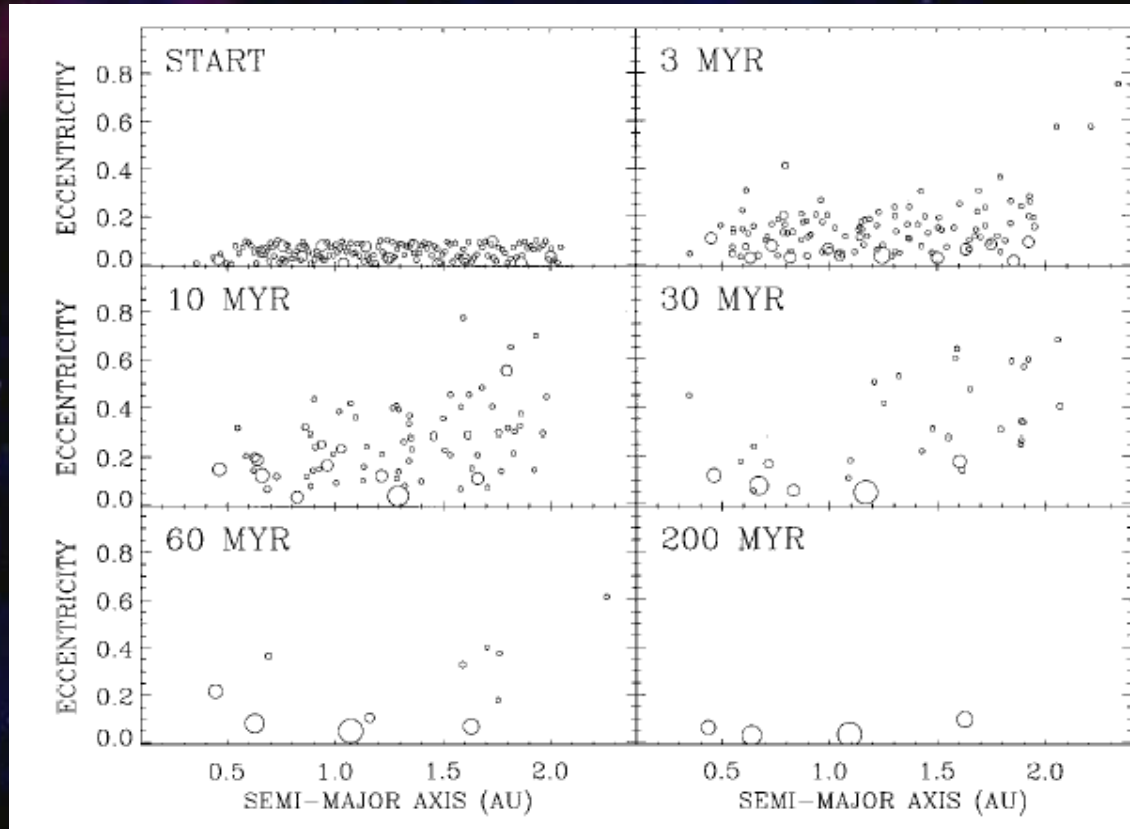 START
3 MYR
ECCENTRICITY
0.8
0.6
0.4
0.2
0.0
10 MYR
30 MYR
ECCENTRICITY
0.8
0.6
0.4
0.2
0.0
60 MYR
200 MYR
ECCENTRICITY
0.8
0.6
0.4
0.2
0.0
0.5 1.0 1.5 2.0 0.5 1.0 1.5 2.0
SEMI-MAJOR AXIS (AU) SEMI-MAJOR AXIS (AU)